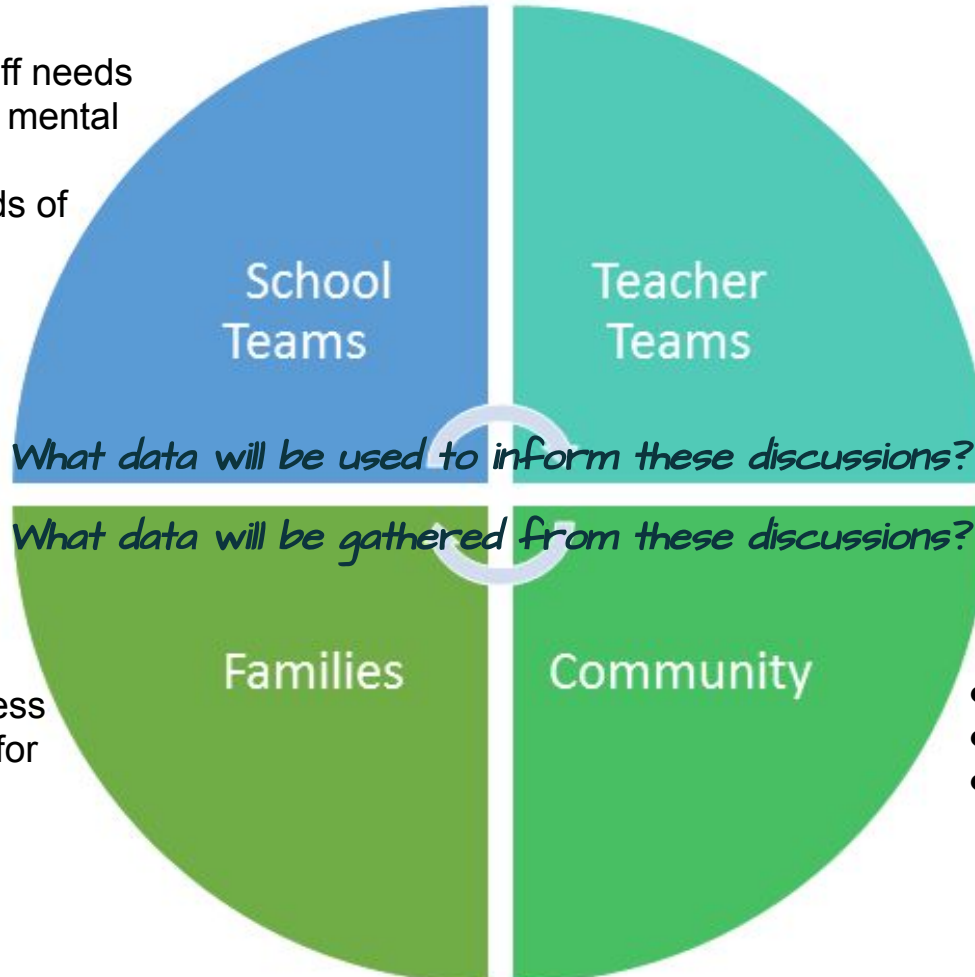 ff needs
mental
ds of
School
Teams
Teacher
Teams
What data will be used to inform these discussions?
What data will be gathered from these discussions?
Families
Community
ess
for
•
•
•